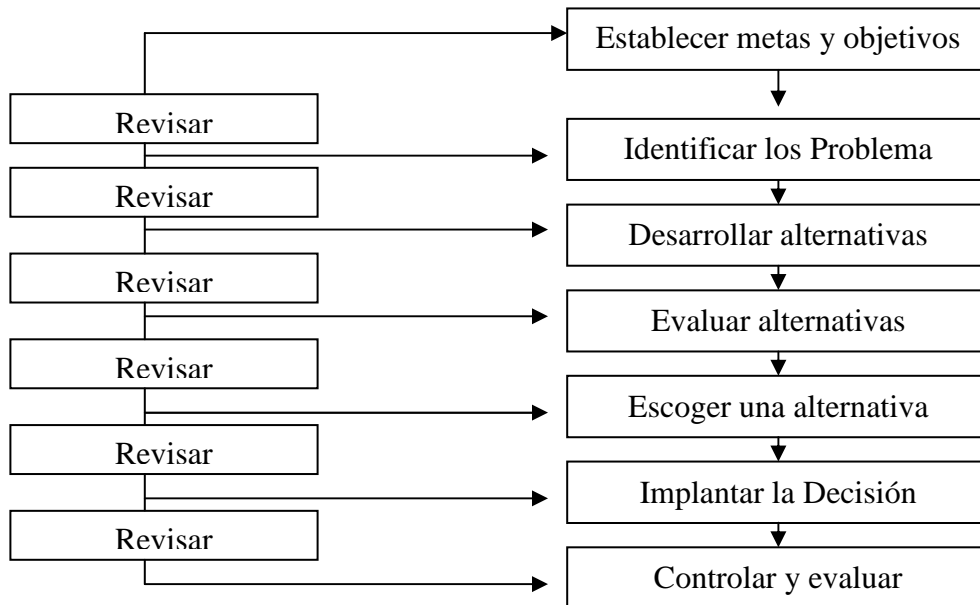 Establecer metas y objetivos
Revisar
Identificar los Problema
Revisar
Desarrollar alternativas
Revisar
Evaluar alternativas
Revisar
Escoger una alternativa
Revisar
Implantar la Decisión
Revisar
Controlar y evaluar